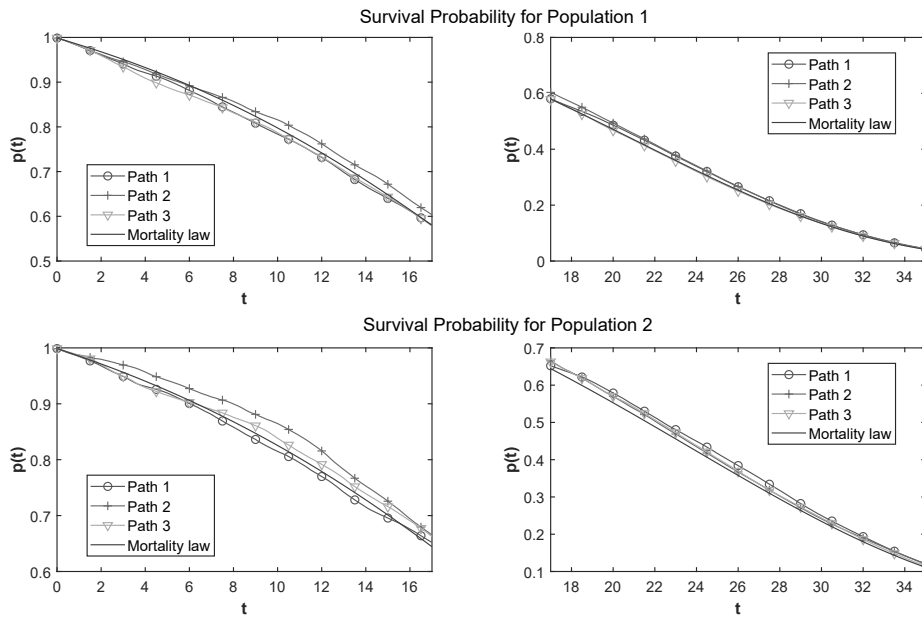 Survival Probability for Population 1
1
0.9
0.8
0.7
0.6
0.5
p(t)
Path 1
Path 2
Path 3
Mortality law
0 2 4 6 8 10 12 14 16
t
0.8
0.6
0.4
0.2
0
p(t)
Path 1
Path 2
Path 3
Mortality law
18 20 22 24 26 28 30 32 34
t
Survival Probability for Population 2
1
0.9
0.8
0.7
0.6
p(t)
Path 1
Path 2
Path 3
Mortality law
0 2 4 6 8 10 12 14 16
t
0.7
0.6
0.5
0.4
0.3
0.2
0.1
p(t)
Path 1
Path 2
Path 3
Mortality law
18 20 22 24 26 28 30 32 34
t